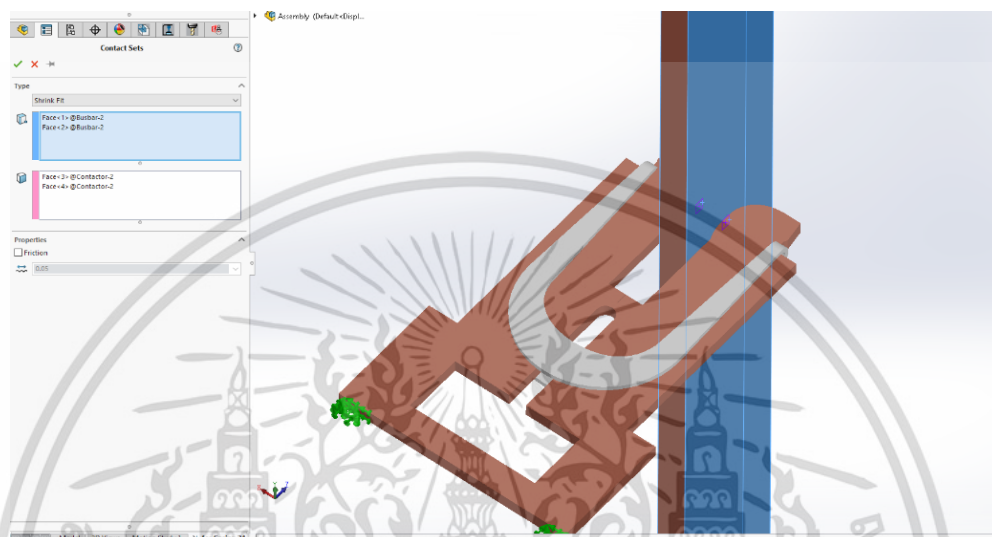 Assembly (Default<Displ...
Contact Sets
Type
Shrink Fit
Face<1>@Busbar-2
Face<2>@Busbar-2
Face<3>@Contactor-2
Face<4>@Contactor-2
Properties
Friction
0.05